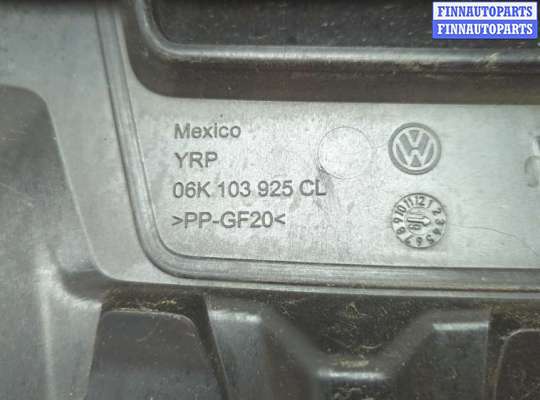 FINNAUTOPARTS
FINNAUTOPARTS
Mexico
YRP
06K 103 925 CL
>PP-GF20<